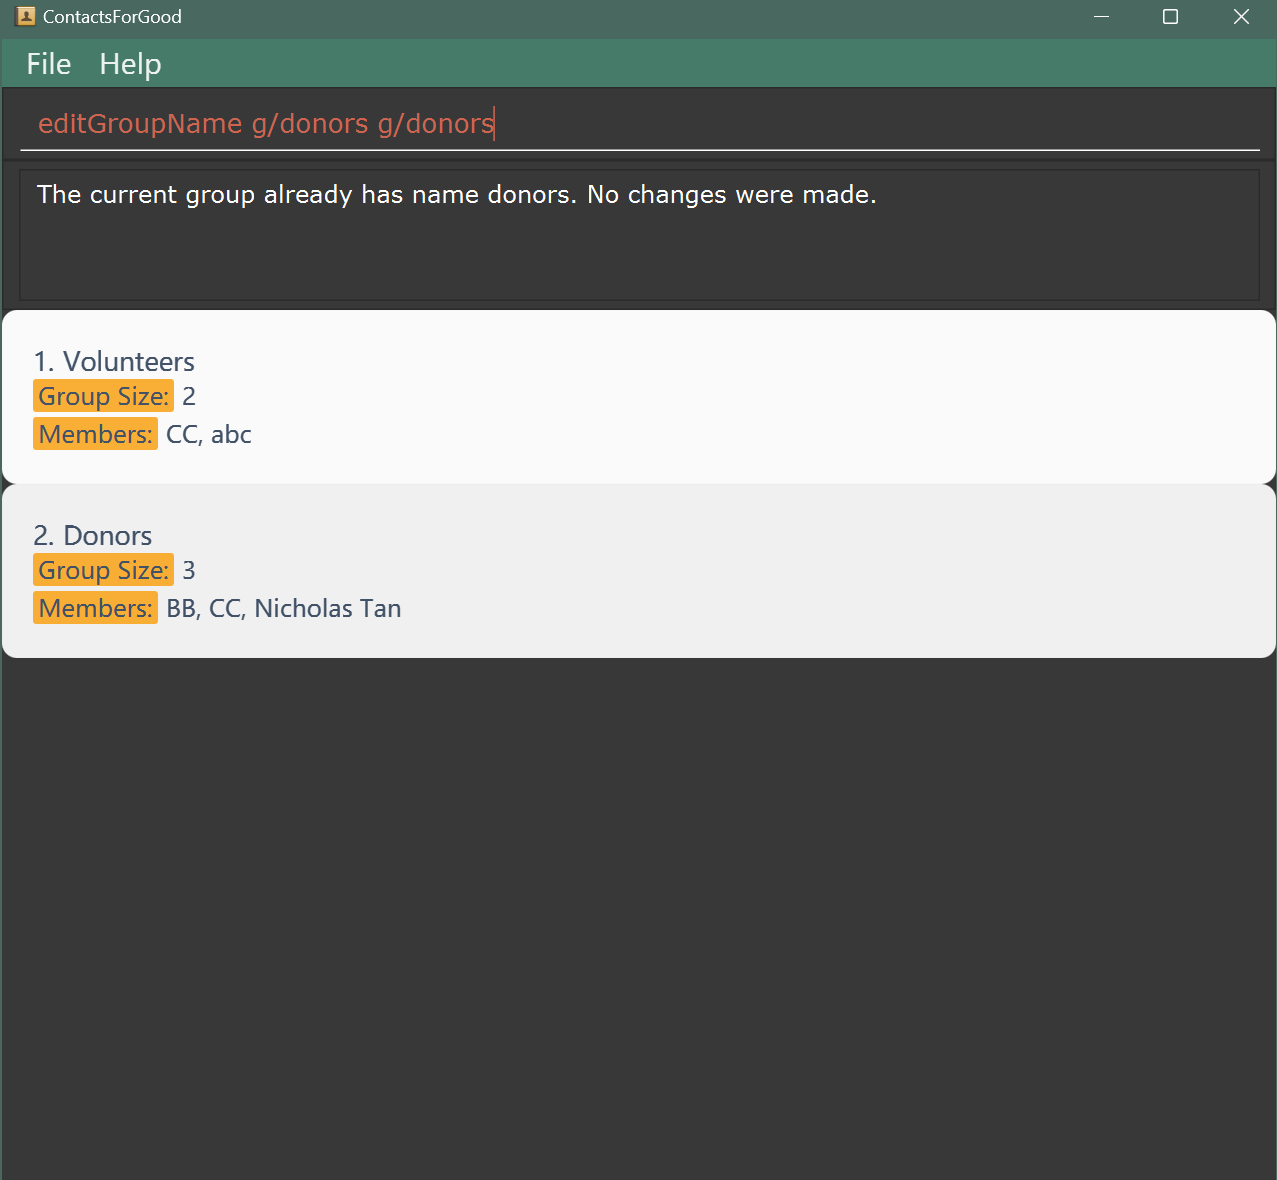 ContactsForGood
File Help
editGroupName g/donors g/donors
The current group already has name donors. No changes were made.
1. Volunteers
Group Size: 2
Members: CC, abc
2. Donors
Group Size: 3
Members: BB, CC, Nicholas Tan